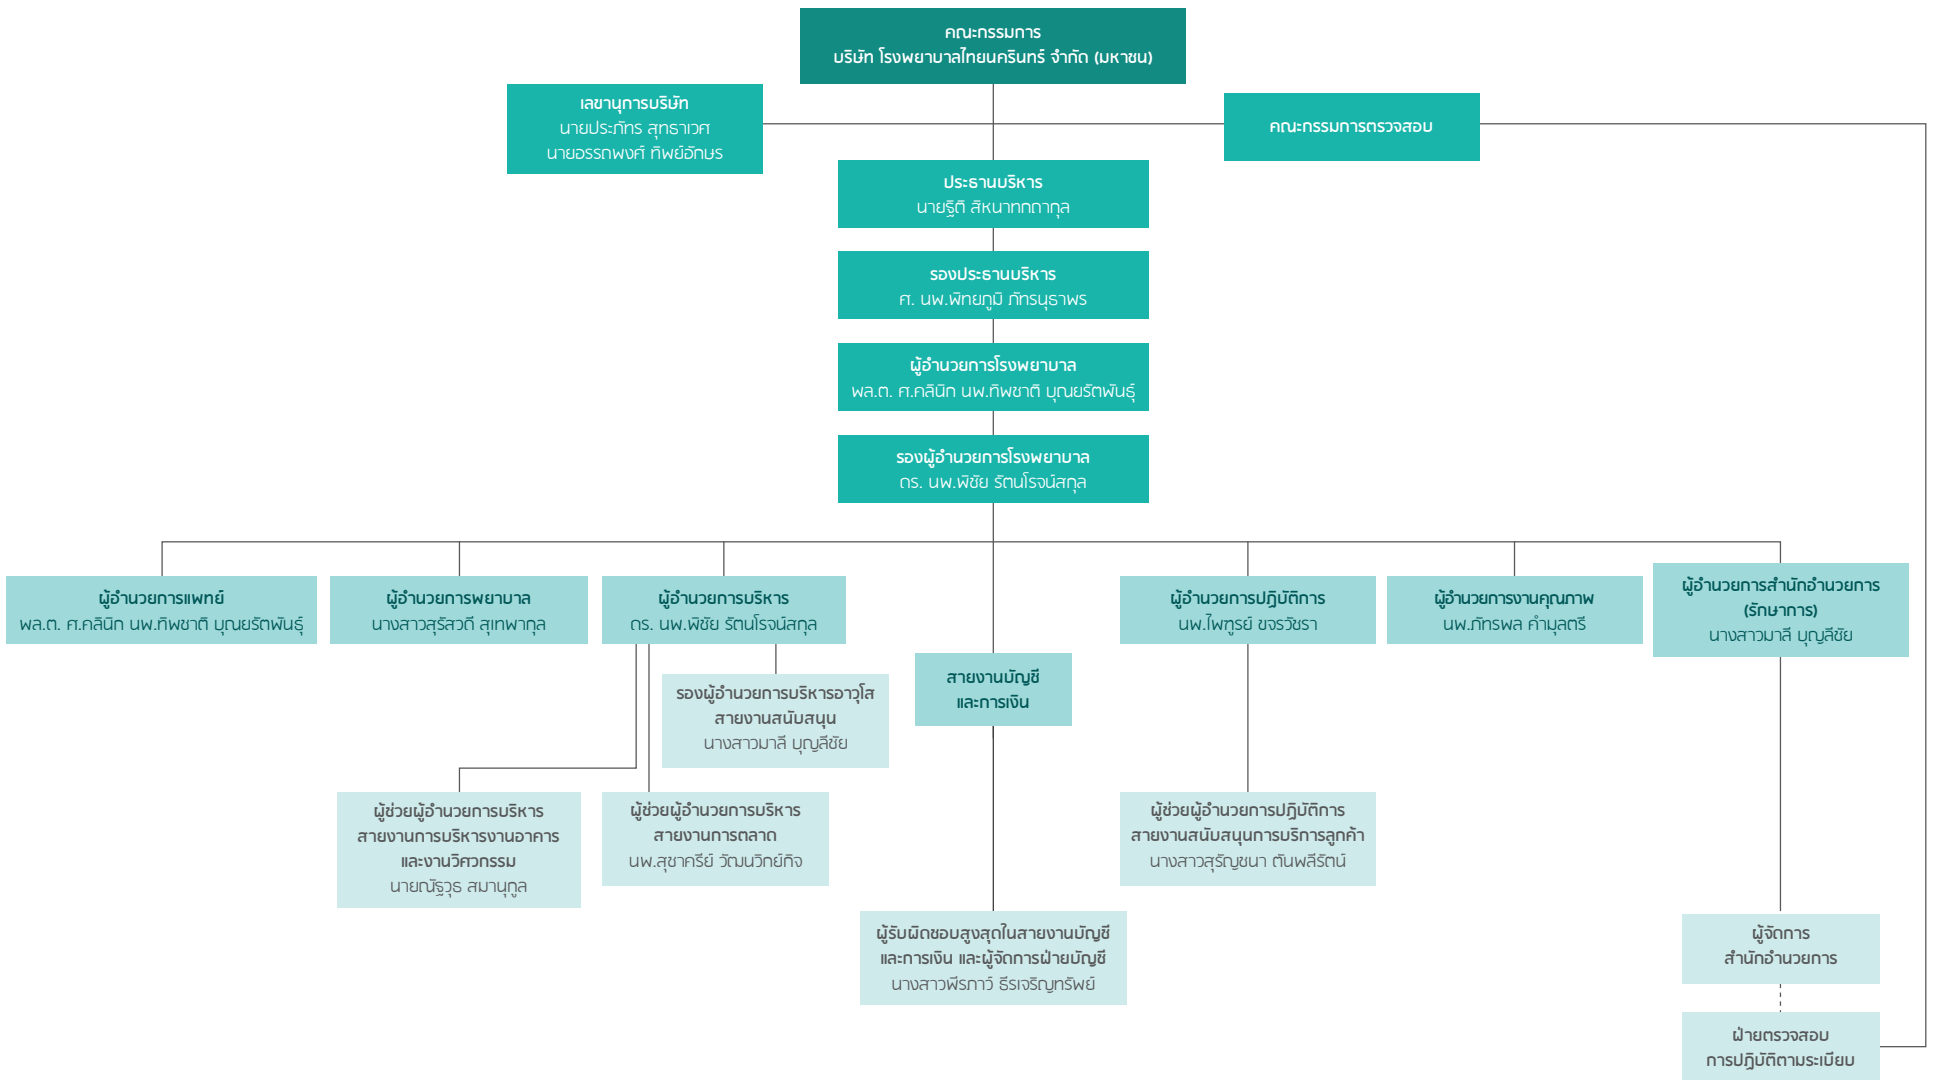 คณะกรรมการ
บริษัท โรงพยาบาลไทยนครินทร์ จำกัด (มหาชน)
เลขานุการบริษัท
นายประภัทร สุทธาเวศ
นายอรรถพงศ์ ทิพย์อักษร
คณะกรรมการตรวจสอบ
ประธานบริหาร
นายฐิติ สิหนาทกถากุล
รองประธานบริหาร
ศ. นพ.พิทยภูมิ ภัทรนุธาพร
ผู้อำนวยการโรงพยาบาล
พล.ต. ศ.คลินิก นพ.ทิพชาติ บุณยรัตพันธุ์
รองผู้อำนวยการโรงพยาบาล
ดร. นพ.พิชัย รัตนโรจน์สกุล
ผู้อำนวยการแพทย์
พล.ต. ศ.คลินิก นพ.ทิพชาติ บุณยรัตพันธุ์
ผู้อำนวยการพยาบาล
นางสาวสุรัสวดี สุเทพากุล
ผู้อำนวยการบริหาร
ดร. นพ.พิชัย รัตนโรจน์สกุล
ผู้อำนวยการปฏิบัติการ
นพ.ไพฑูรย์ ขจรวัชรา
ผู้อำนวยการงานคุณภาพ
นพ.ภัทรพล คำมุลตรี
ผู้อำนวยการสำนักอำนวยการ
(รักษาการ)
นางสาวมาลี บุญลีชัย
สายงานบัญชี
และการเงิน
รองผู้อำนวยการบริหารอาวุโส
สายงานสนับสนุน
นางสาวมาลี บุญลีชัย
ผู้ช่วยผู้อำนวยการบริหาร
สายงานการบริหารงานอาคาร
และงานวิศวกรรม
นายณัฐวุธ สมานุกูล
ผู้ช่วยผู้อำนวยการบริหาร
สายงานการตลาด
นพ.สุชาครีย์ วัฒนวิทย์กิจ
ผู้ช่วยผู้อำนวยการปฏิบัติการ
สายงานสนับสนุนการบริการลูกค้า
นางสาวสุรัญชนา ตันพลีรัตน์
ผู้รับผิดชอบสูงสุดในสายงานบัญชี
และการเงิน และผู้จัดการฝ่ายบัญชี
นางสาวพีรภาว์ ธีรเจริญทรัพย์
ผู้จัดการ
สำนักอำนวยการ
ฝ่ายตรวจสอบ
การปฏิบัติตามระเบียบ